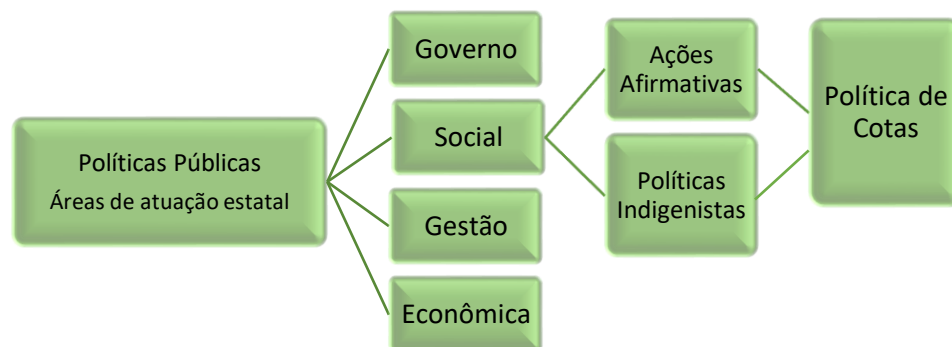 Políticas Públicas
Áreas de atuação estatal
Governo
Social
Gestão
Econômica
Ações
Afirmativas
Políticas
Indigenistas
Política de
Cotas